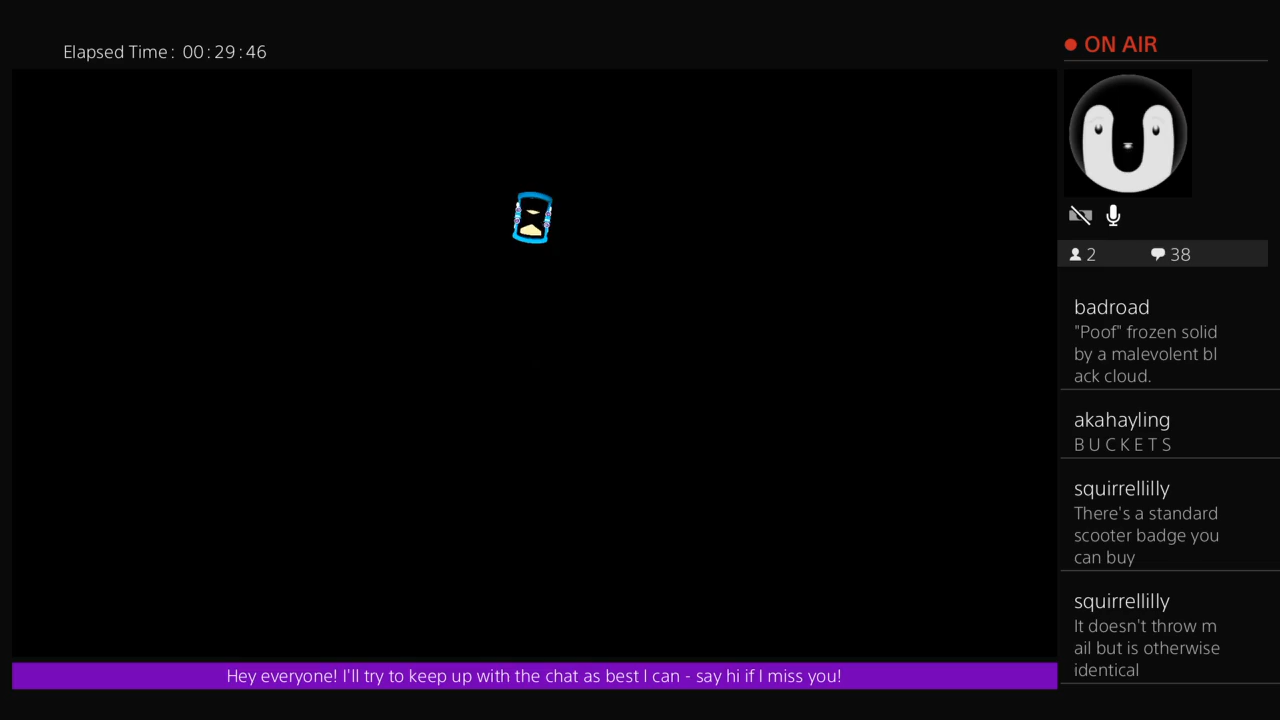 Elapsed Time: 00:29:46
ON AIR
2
38
badroad
"Poof" frozen solid
by a malevolent bl
ack cloud.
akahayling
B U C K E T S
squirrellilly
There's a standard
scooter badge you
can buy
squirrellilly
It doesn't throw m
ail but is otherwise
identical
Hey everyone! I'll try to keep up with the chat as best I can - say hi if I miss you!